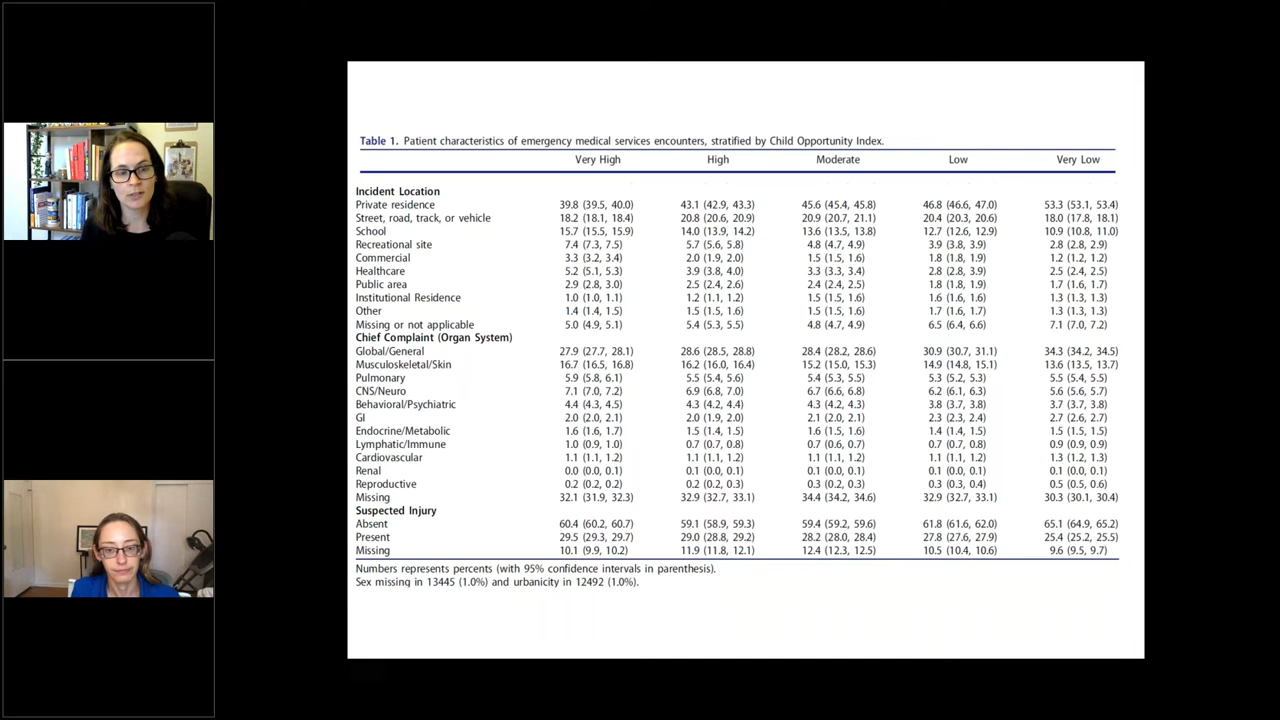 Table 1. Patient characteristics of emergency medical services encounters, stratified by Child Opportunity Index.
Very High High Moderate Low Very Low
Incident Location
Private residence 39.8 (39.5, 40.0) 43.1 (42.9, 43.3) 45.6 (45.4, 45.8) 46.8 (46.6, 47.0) 53.3 (53.1, 53.4)
Street, road, track, or vehicle 18.2 (18.1, 18.4) 20.8 (20.6, 20.9) 20.9 (20.7, 21.1) 20.4 (20.3, 20.6) 18.0 (17.8, 18.1)
School 15.7 (15.5, 15.9) 14.0 (13.9, 14.2) 13.6 (13.5, 13.8) 12.7 (12.6, 12.9) 10.9 (10.8, 11.0)
Recreational site 7.4 (7.3, 7.5) 5.7 (5.6, 5.8) 4.8 (4.7, 4.9) 3.9 (3.8, 3.9) 2.8 (2.8, 2.9)
Commercial 3.3 (3.2, 3.4) 2.0 (1.9, 2.0) 1.5 (1.5, 1.6) 1.8 (1.8, 1.9) 1.2 (1.2, 1.2)
Healthcare 5.2 (5.1, 5.3) 3.9 (3.8, 4.0) 3.3 (3.3, 3.4) 2.8 (2.8, 3.9) 2.5 (2.4, 2.5)
Public area 2.9 (2.8, 3.0) 2.5 (2.4, 2.6) 2.4 (2.4, 2.5) 1.8 (1.8, 1.9) 1.7 (1.6, 1.7)
Institutional Residence 1.0 (1.0, 1.1) 1.2 (1.1, 1.2) 1.5 (1.5, 1.6) 1.6 (1.6, 1.6) 1.3 (1.3, 1.3)
Other 1.4 (1.4, 1.5) 1.5 (1.5, 1.6) 1.5 (1.5, 1.6) 1.7 (1.6, 1.7) 1.3 (1.3, 1.3)
Missing or not applicable 5.0 (4.9, 5.1) 5.4 (5.3, 5.5) 4.8 (4.7, 4.9) 6.5 (6.4, 6.6) 7.1 (7.0, 7.2)
Chief Complaint (Organ System)
Global/General 27.9 (27.7, 28.1) 28.6 (28.5, 28.8) 28.4 (28.2, 28.6) 30.9 (30.7, 31.1) 34.3 (34.2, 34.5)
Musculoskeletal/Skin 16.7 (16.5, 16.8) 16.2 (16.0, 16.4) 15.2 (15.0, 15.3) 14.9 (14.8, 15.1) 13.6 (13.5, 13.7)
Pulmonary 5.9 (5.8, 6.1) 5.5 (5.4, 5.6) 5.4 (5.3, 5.5) 5.3 (5.2, 5.3) 5.5 (5.4, 5.5)
CNS/Neuro 7.1 (7.0, 7.2) 6.9 (6.8, 7.0) 6.7 (6.6, 6.8) 6.2 (6.1, 6.3) 5.6 (5.6, 5.7)
Behavioral/Psychiatric 4.4 (4.3, 4.5) 4.3 (4.2, 4.4) 4.3 (4.2, 4.3) 3.8 (3.7, 3.8) 3.7 (3.7, 3.8)
GI 2.0 (2.0, 2.1) 2.0 (1.9, 2.0) 2.1 (2.0, 2.1) 2.3 (2.3, 2.4) 2.7 (2.6, 2.7)
Endocrine/Metabolic 1.6 (1.6, 1.7) 1.5 (1.4, 1.5) 1.6 (1.5, 1.6) 1.4 (1.4, 1.5) 1.5 (1.5, 1.5)
Lymphatic/Immune 1.0 (0.9, 1.0) 0.7 (0.7, 0.8) 0.7 (0.6, 0.7) 0.7 (0.7, 0.8) 0.9 (0.9, 0.9)
Cardiovascular 1.1 (1.1, 1.2) 1.1 (1.1, 1.2) 1.1 (1.1, 1.2) 1.1 (1.1, 1.2) 1.3 (1.2, 1.3)
Renal 0.0 (0.0, 0.1) 0.1 (0.0, 0.1) 0.1 (0.0, 0.1) 0.1 (0.0, 0.1) 0.1 (0.0, 0.1)
Reproductive 0.2 (0.2, 0.2) 0.2 (0.2, 0.3) 0.3 (0.2, 0.3) 0.3 (0.3, 0.4) 0.5 (0.5, 0.6)
Missing 32.1 (31.9, 32.3) 32.9 (32.7, 33.1) 34.4 (34.2, 34.6) 32.9 (32.7, 33.1) 30.3 (30.1, 30.4)
Suspected Injury
Absent 60.4 (60.2, 60.7) 59.1 (58.9, 59.3) 59.4 (59.2, 59.6) 61.8 (61.6, 62.0) 65.1 (64.9, 65.2)
Present 29.5 (29.3, 29.7) 29.0 (28.8, 29.2) 28.2 (28.0, 28.4) 27.8 (27.6, 27.9) 25.4 (25.2, 25.5)
Missing 10.1 (9.9, 10.2) 11.9 (11.8, 12.1) 12.4 (12.3, 12.5) 10.5 (10.4, 10.6) 9.6 (9.5, 9.7)
Numbers represents percents (with 95% confidence intervals in parenthesis).
Sex missing in 13445 (1.0%) and urbanicity in 12492 (1.0%).